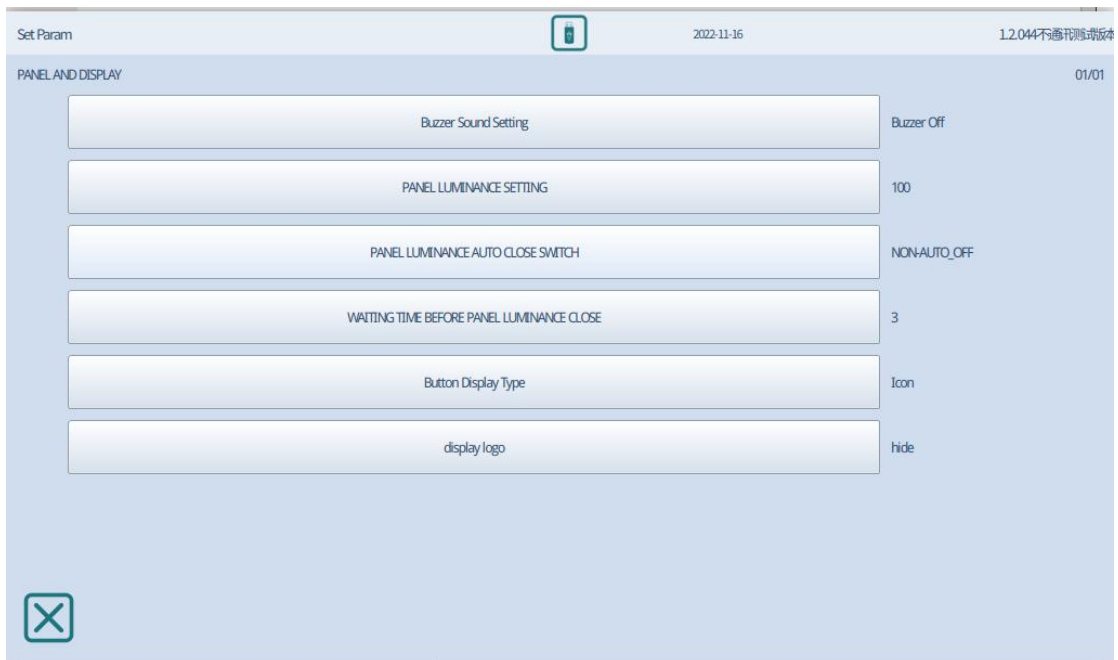 Set Param
2022-11-16
1.2.044不通用测试版本
PANEL AND DISPLAY
01/01
Buzzer Sound Setting
Buzzer Off
PANEL LUMINANCE SETTING
100
PANEL LUMINANCE AUTO CLOSE SWITCH
NON-AUTO_OFF
WAITING TIME BEFORE PANEL LUMINANCE CLOSE
3
Button Display Type
Icon
display logo
hide